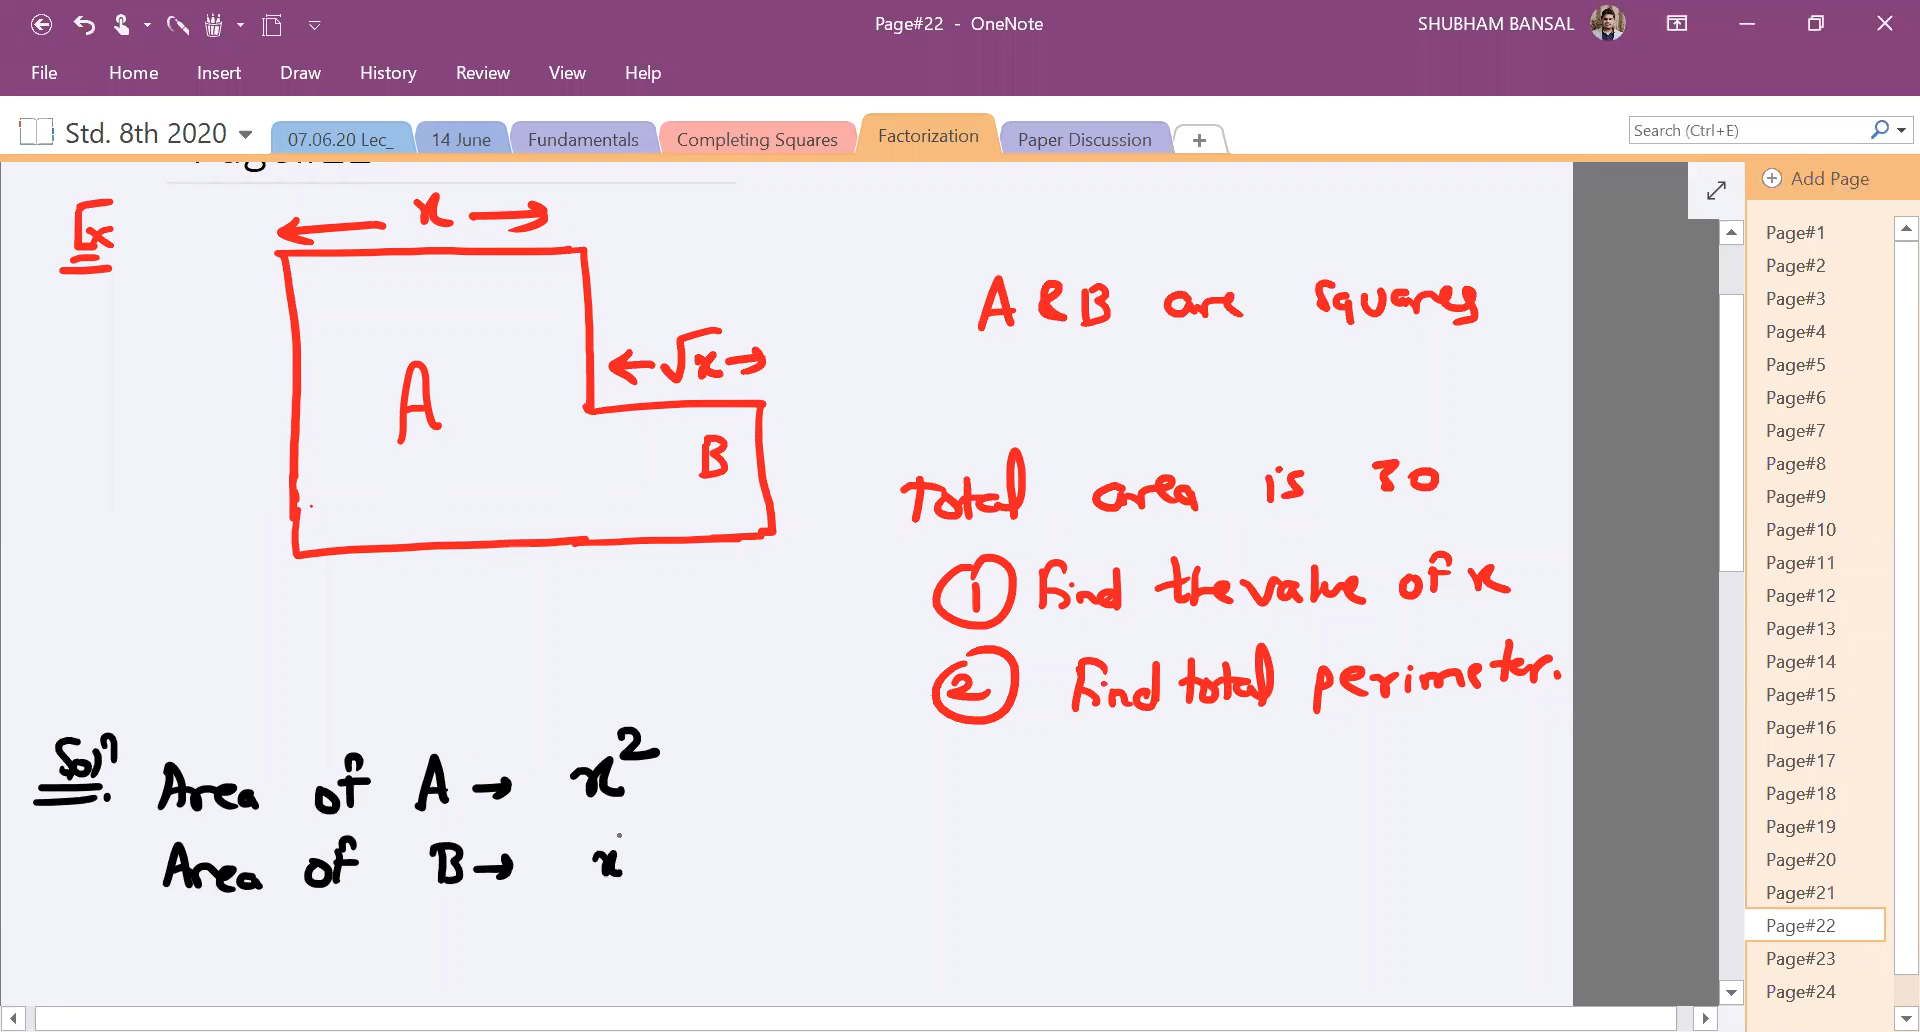 Page#22 - OneNote
SHUBHAM BANSAL
File Home Insert Draw History Review View Help
Std. 8th 2020
07.06.20 Lec_
14 June
Fundamentals
Completing Squares
Factorization
Paper Discussion
+
Search (Ctrl+E)
Page#22
Add Page
Page#1
Page#2
Page#3
Page#4
Page#5
Page#6
Page#7
Page#8
Page#9
Page#10
Page#11
Page#12
Page#13
Page#14
Page#15
Page#16
Page#17
Page#18
Page#19
Page#20
Page#21
Page#22
Page#23
Page#24
Ex
← x →
A
← √x →
B
A & B are squares
Total area is 30
① Find the value of x
② Find total perimeter.
Solⁿ. Area of A → x²
Area of B → x